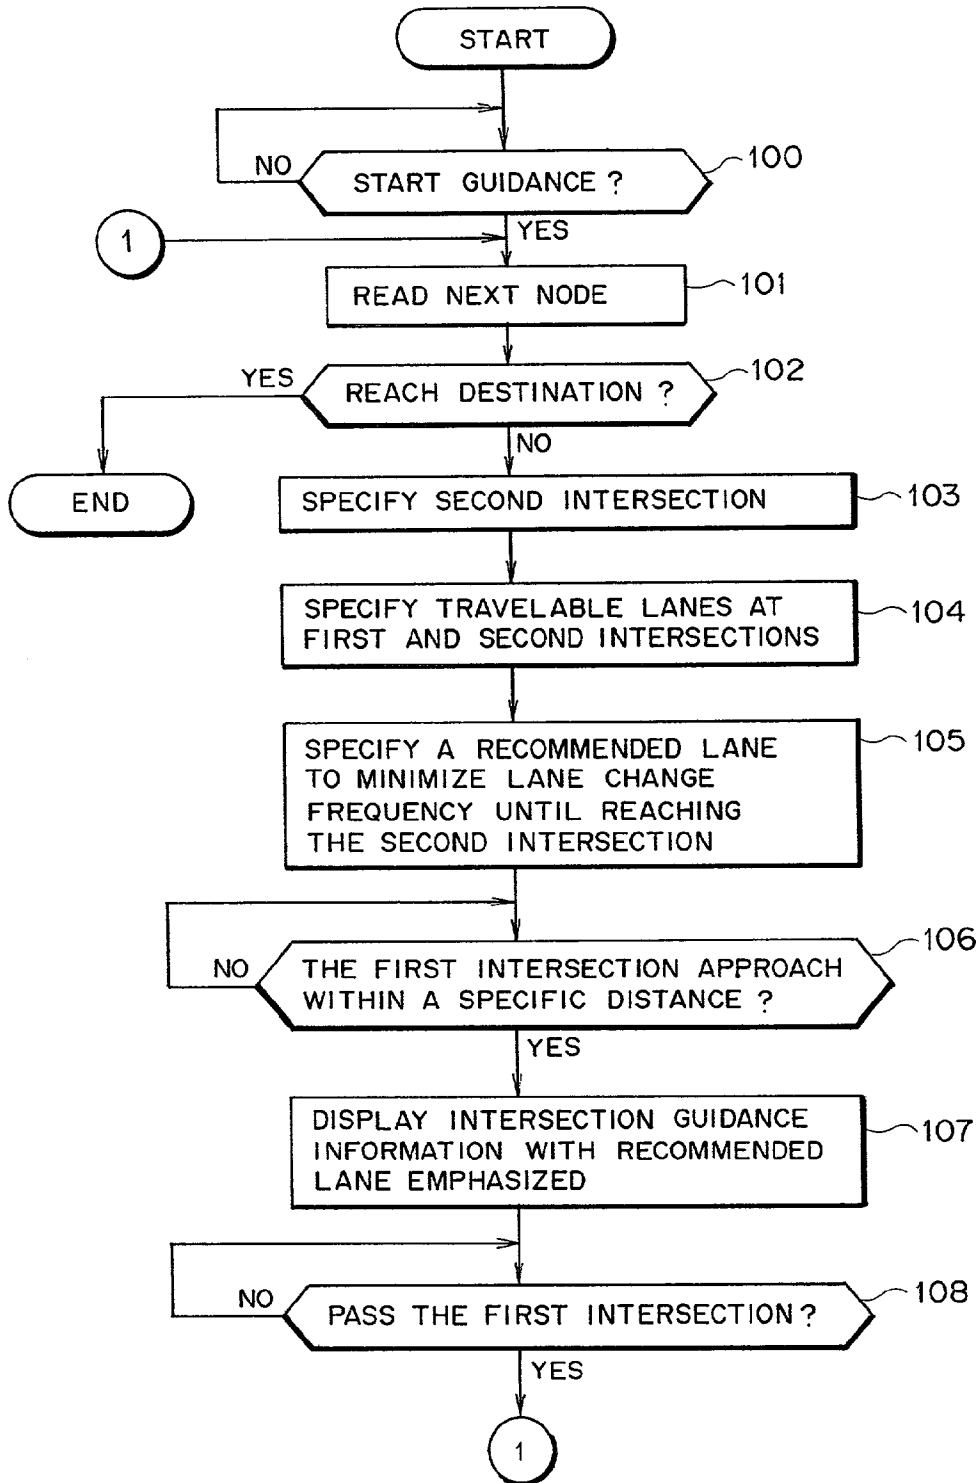 START
NO
START GUIDANCE ?
100
1
YES
READ NEXT NODE
101
YES
REACH DESTINATION ?
102
NO
END
SPECIFY SECOND INTERSECTION
103
SPECIFY TRAVELABLE LANES AT
FIRST AND SECOND INTERSECTIONS
104
SPECIFY A RECOMMENDED LANE
TO MINIMIZE LANE CHANGE
FREQUENCY UNTIL REACHING
THE SECOND INTERSECTION
105
NO
THE FIRST INTERSECTION APPROACH
WITHIN A SPECIFIC DISTANCE ?
106
YES
DISPLAY INTERSECTION GUIDANCE
INFORMATION WITH RECOMMENDED
LANE EMPHASIZED
107
NO
PASS THE FIRST INTERSECTION ?
108
YES
1